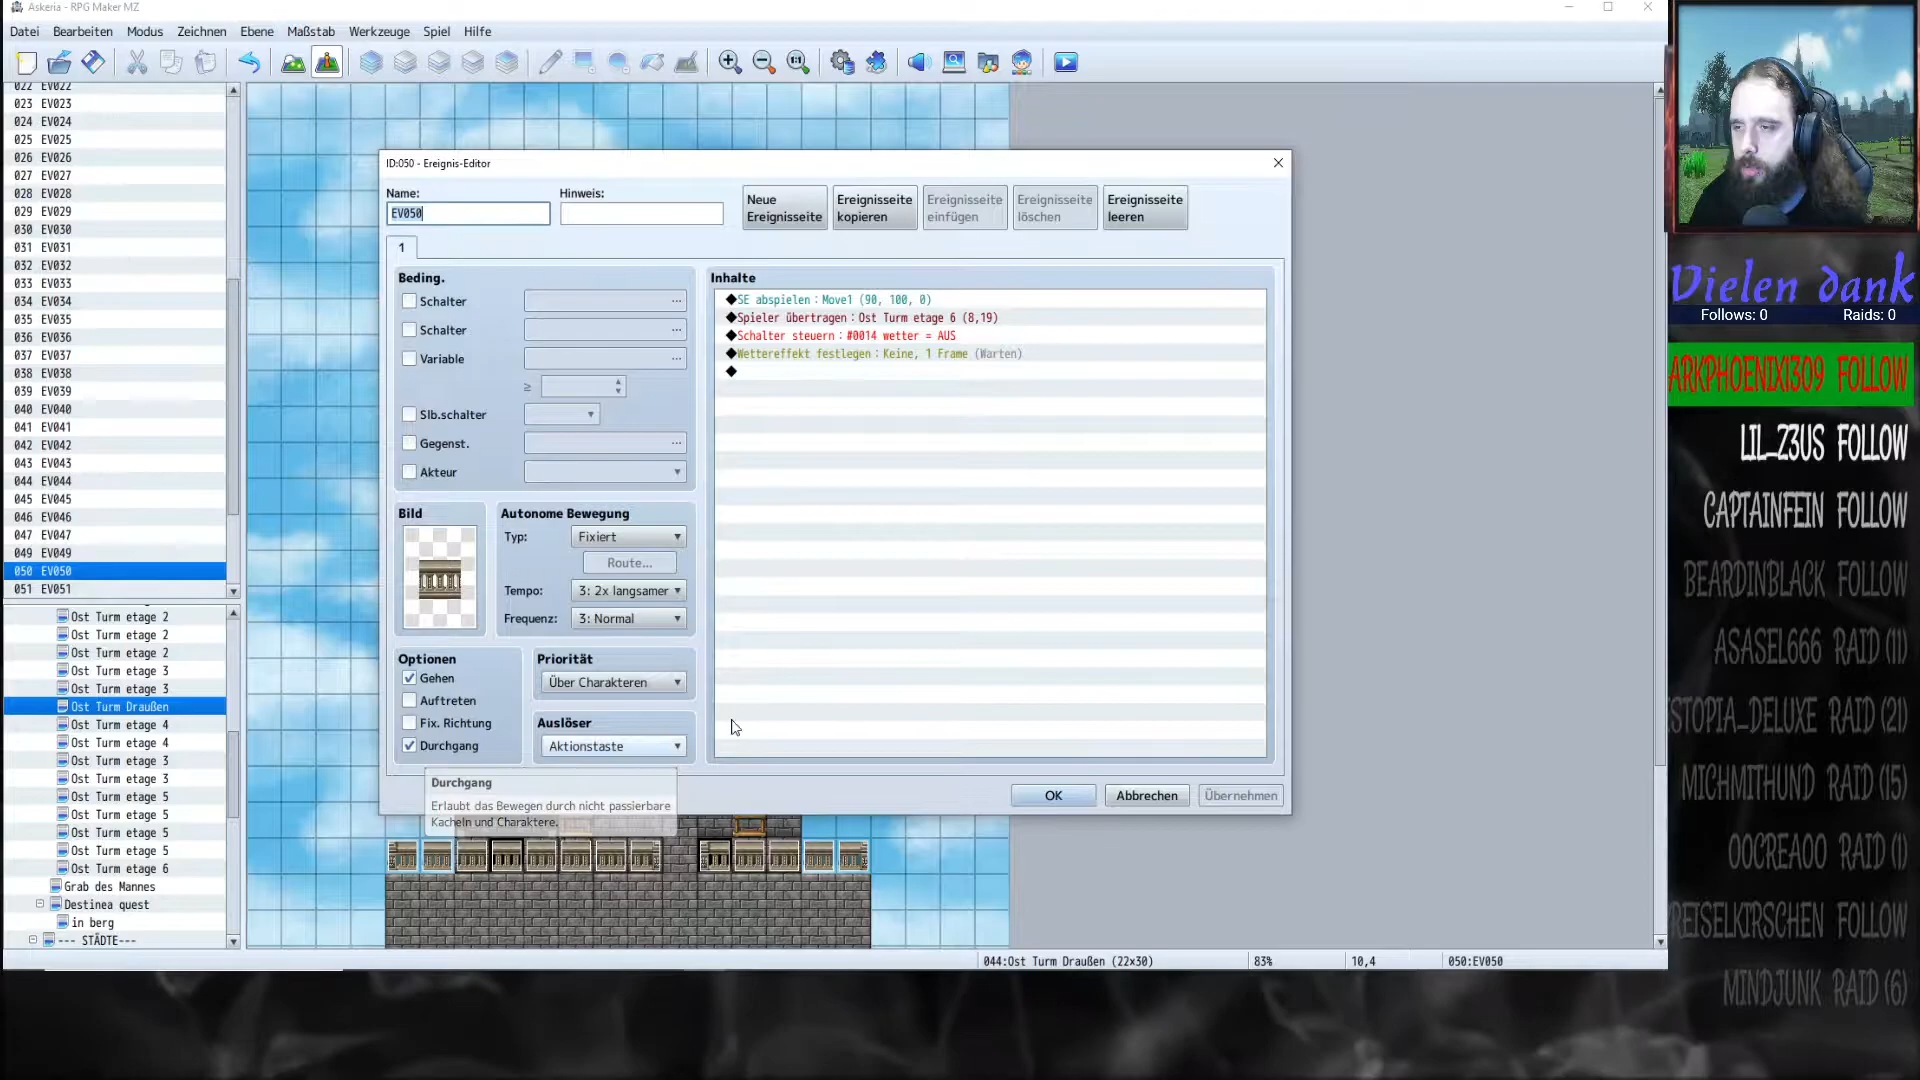 Askeria - RPG Maker MZ
Datei Bearbeiten Modus Zeichnen Ebene Maßstab Werkzeuge Spiel Hilfe
022 EV022
023 EV023
024 EV024
025 EV025
026 EV026
027 EV027
028 EV028
029 EV029
030 EV030
031 EV031
032 EV032
033 EV033
034 EV034
035 EV035
036 EV036
037 EV037
038 EV038
039 EV039
040 EV040
041 EV041
042 EV042
043 EV043
044 EV044
045 EV045
046 EV046
047 EV047
049 EV049
050 EV050
051 EV051
Ost Turm etage 2
Ost Turm etage 2
Ost Turm etage 2
Ost Turm etage 3
Ost Turm etage 3
Ost Turm Draußen
Ost Turm etage 4
Ost Turm etage 4
Ost Turm etage 3
Ost Turm etage 3
Ost Turm etage 5
Ost Turm etage 5
Ost Turm etage 5
Ost Turm etage 5
Ost Turm etage 6
Grab des Mannes
Destinea quest
in berg
--- STÄDTE---
ID:050 - Ereignis-Editor
Name:
EV050
Hinweis:
Neue Ereignisseite
Ereignisseite kopieren
Ereignisseite einfügen
Ereignisseite löschen
Ereignisseite leeren
1
Beding.
Schalter ...
Schalter ...
Variable ...
≥
Slb.schalter
Gegenst. ...
Akteur
Bild
Autonome Bewegung
Typ: Fixiert
Route...
Tempo: 3: 2x langsamer
Frequenz: 3: Normal
Optionen
Gehen
Auftreten
Fix. Richtung
Durchgang
Priorität
Über Charakteren
Auslöser
Aktionstaste
Inhalte
◆SE abspielen：Move1 (90, 100, 0)
◆Spieler übertragen：Ost Turm etage 6 (8,19)
◆Schalter steuern：#0014 wetter = AUS
◆Wettereffekt festlegen：Keine, 1 Frame (Warten)
◆
Durchgang
Erlaubt das Bewegen durch nicht passierbare
Kacheln und Charaktere.
OK Abbrechen Übernehmen
044:Ost Turm Draußen (22x30) 83% 10,4 050:EV050
Vielen dank
Follows: 0 Raids: 0
ARKPHOENIX1309 FOLLOW
LIL_Z3US FOLLOW
CAPTAINFEIN FOLLOW
BEARDINBLACK FOLLOW
ASASEL666 RAID (11)
STOPIA_DELUXE RAID (21)
MICHMITHUND RAID (15)
OOCREAOO RAID (1)
REISELKIRSCHEN FOLLOW
MINDJUNK RAID (6)